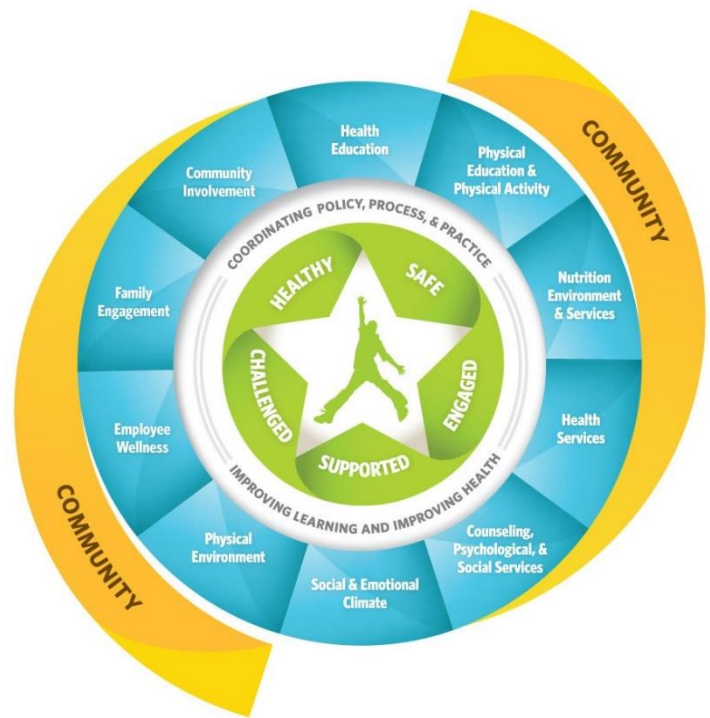 COMMUNITY
Health
Education
Physical
Education &
Physical Activity
Nutrition
Environment
& Services
Health
Services
Counseling,
Psychological, &
Social Services
Social & Emotional
Climate
Physical
Environment
Employee
Wellness
Family
Engagement
Community
Involvement
COORDINATING POLICY, PROCESS, & PRACTICE
IMPROVING LEARNING AND IMPROVING HEALTH
HEALTHY
SAFE
ENGAGED
SUPPORTED
CHALLENGED
COMMUNITY